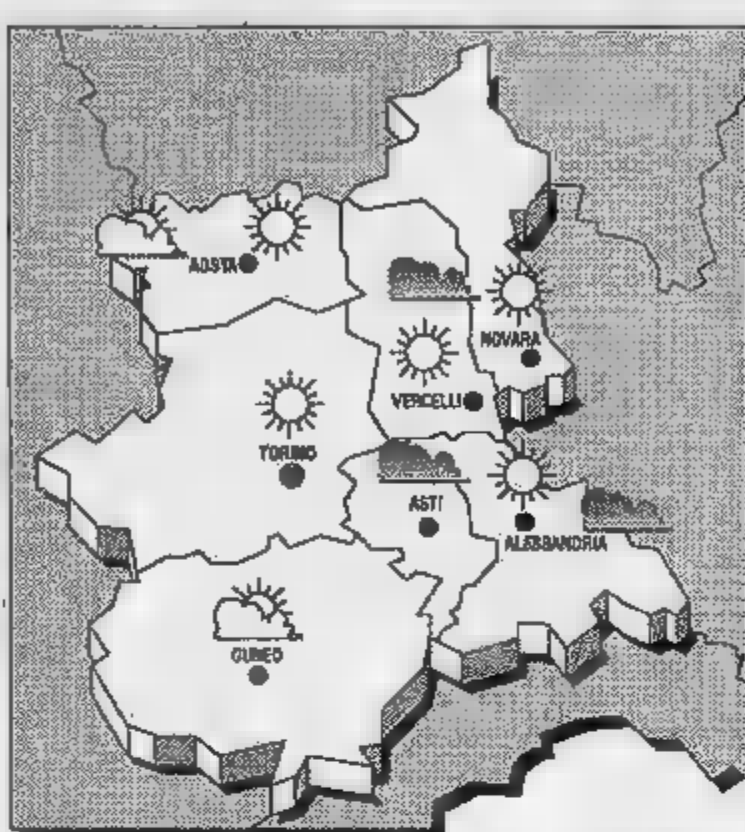 AOSTA
NOVARA
VERCELLI
TORINO
ASTI
ALESSANDRIA
CUNEO